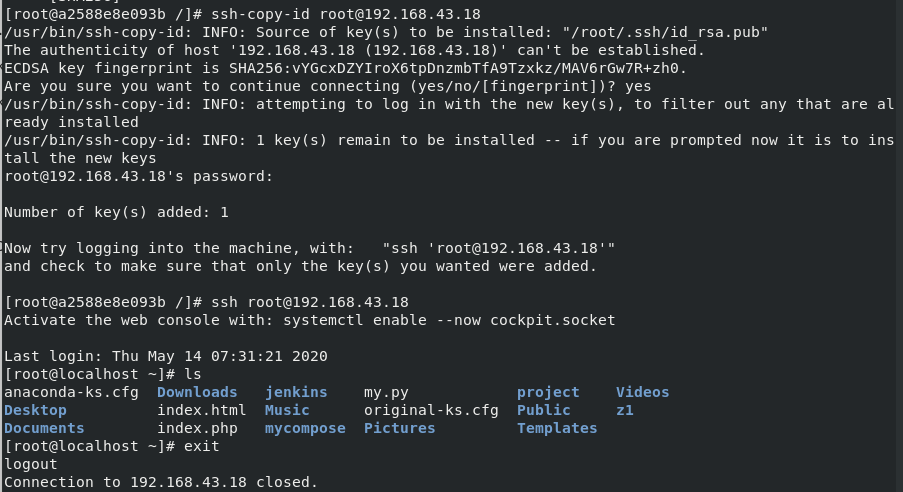 [root@a2588e8e093b /]# ssh-copy-id root@192.168.43.18
/usr/bin/ssh-copy-id: INFO: Source of key(s) to be installed: "/root/.ssh/id_rsa.pub"
The authenticity of host '192.168.43.18 (192.168.43.18)' can't be established.
ECDSA key fingerprint is SHA256:vYGcxDZYIroX6tpDnzmbTfA9Tzxkz/MAV6rGw7R+zh0.
Are you sure you want to continue connecting (yes/no/[fingerprint])? yes
/usr/bin/ssh-copy-id: INFO: attempting to log in with the new key(s), to filter out any that are al
ready installed
/usr/bin/ssh-copy-id: INFO: 1 key(s) remain to be installed -- if you are prompted now it is to ins
tall the new keys
root@192.168.43.18's password:
Number of key(s) added: 1
Now try logging into the machine, with:   "ssh 'root@192.168.43.18'"
and check to make sure that only the key(s) you wanted were added.
[root@a2588e8e093b /]# ssh root@192.168.43.18
Activate the web console with: systemctl enable --now cockpit.socket
Last login: Thu May 14 07:31:21 2020
[root@localhost ~]# ls
anaconda-ks.cfg  Downloads   jenkins    my.py            project    Videos
Desktop          index.html  Music      original-ks.cfg  Public     z1
Documents        index.php   mycompose  Pictures         Templates
[root@localhost ~]# exit
logout
Connection to 192.168.43.18 closed.